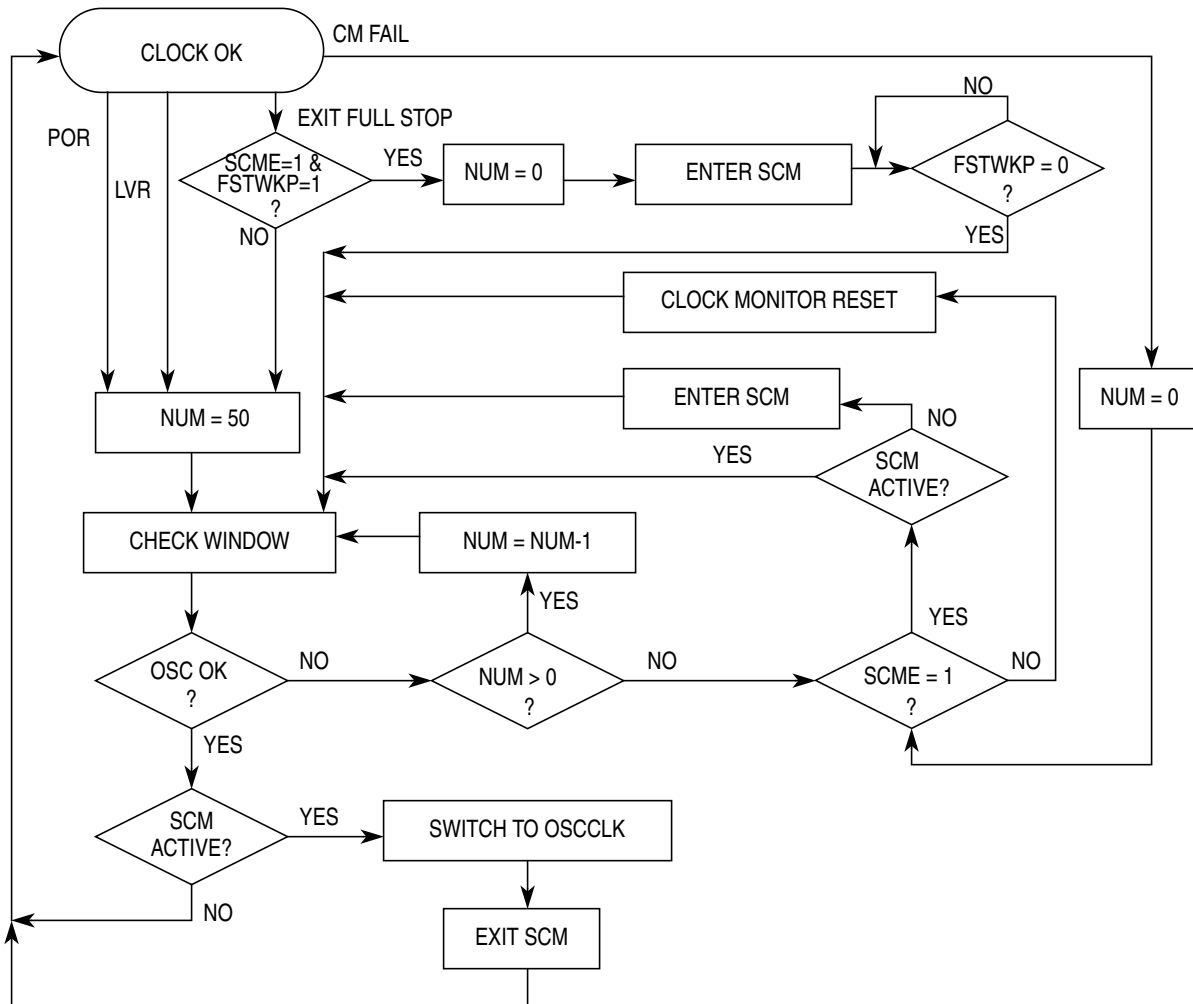 CLOCK OK
CM FAIL
POR
LVR
EXIT FULL STOP
SCME=1 &
FSTWKP=1
?
YES
NO
NUM = 0
ENTER SCM
NO
FSTWKP = 0
?
YES
CLOCK MONITOR RESET
NUM = 50
ENTER SCM
NO
NUM = 0
YES
SCM
ACTIVE?
CHECK WINDOW
NUM = NUM-1
YES
YES
OSC OK
?
NO
NUM > 0
?
NO
SCME = 1
?
NO
YES
SCM
ACTIVE?
YES
SWITCH TO OSCCLK
NO
EXIT SCM